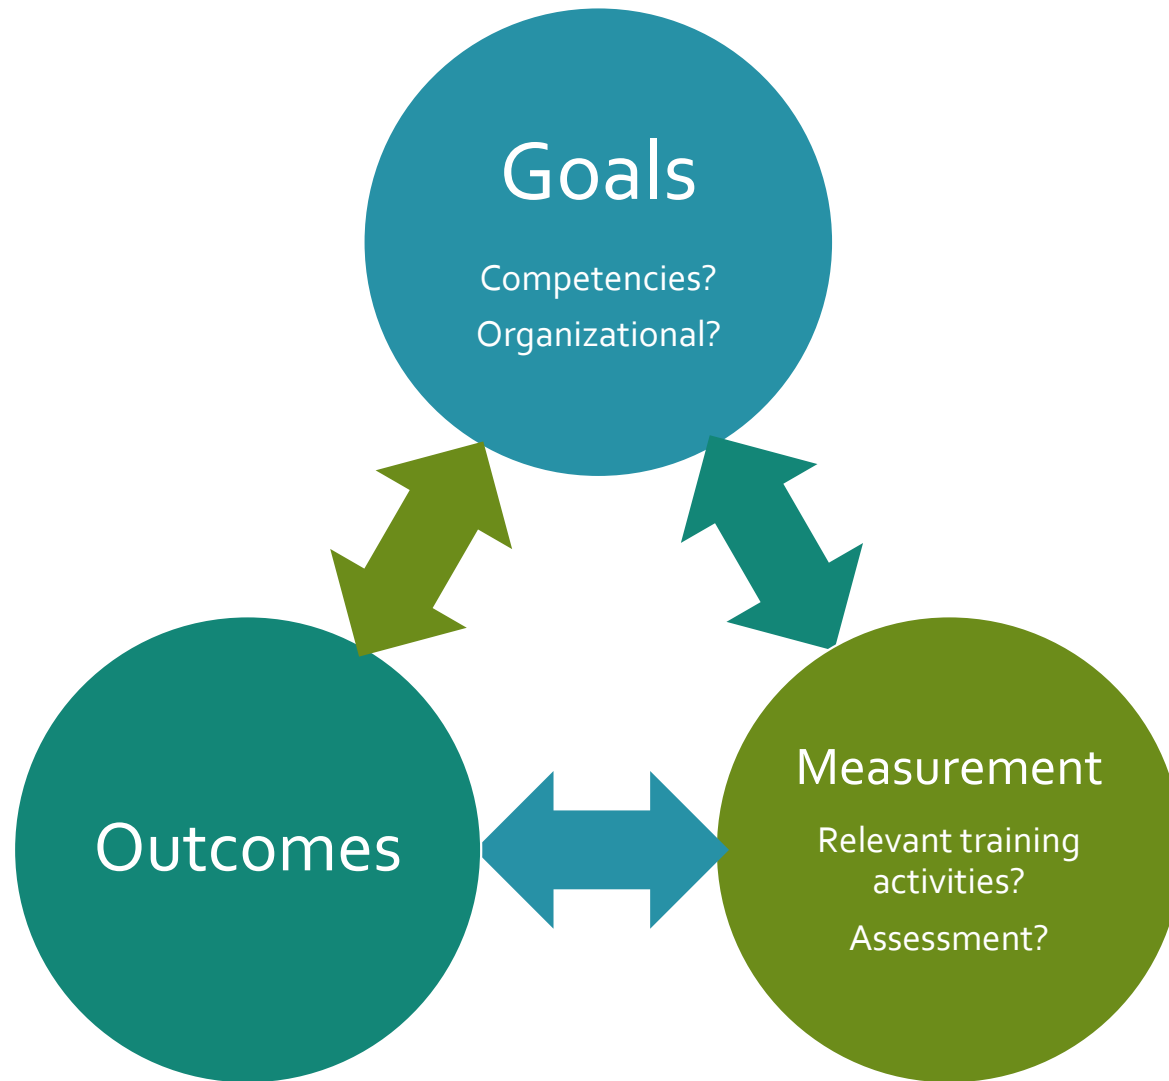 Goals
Competencies?
Organizational?
Outcomes
Measurement
Relevant training
activities?
Assessment?